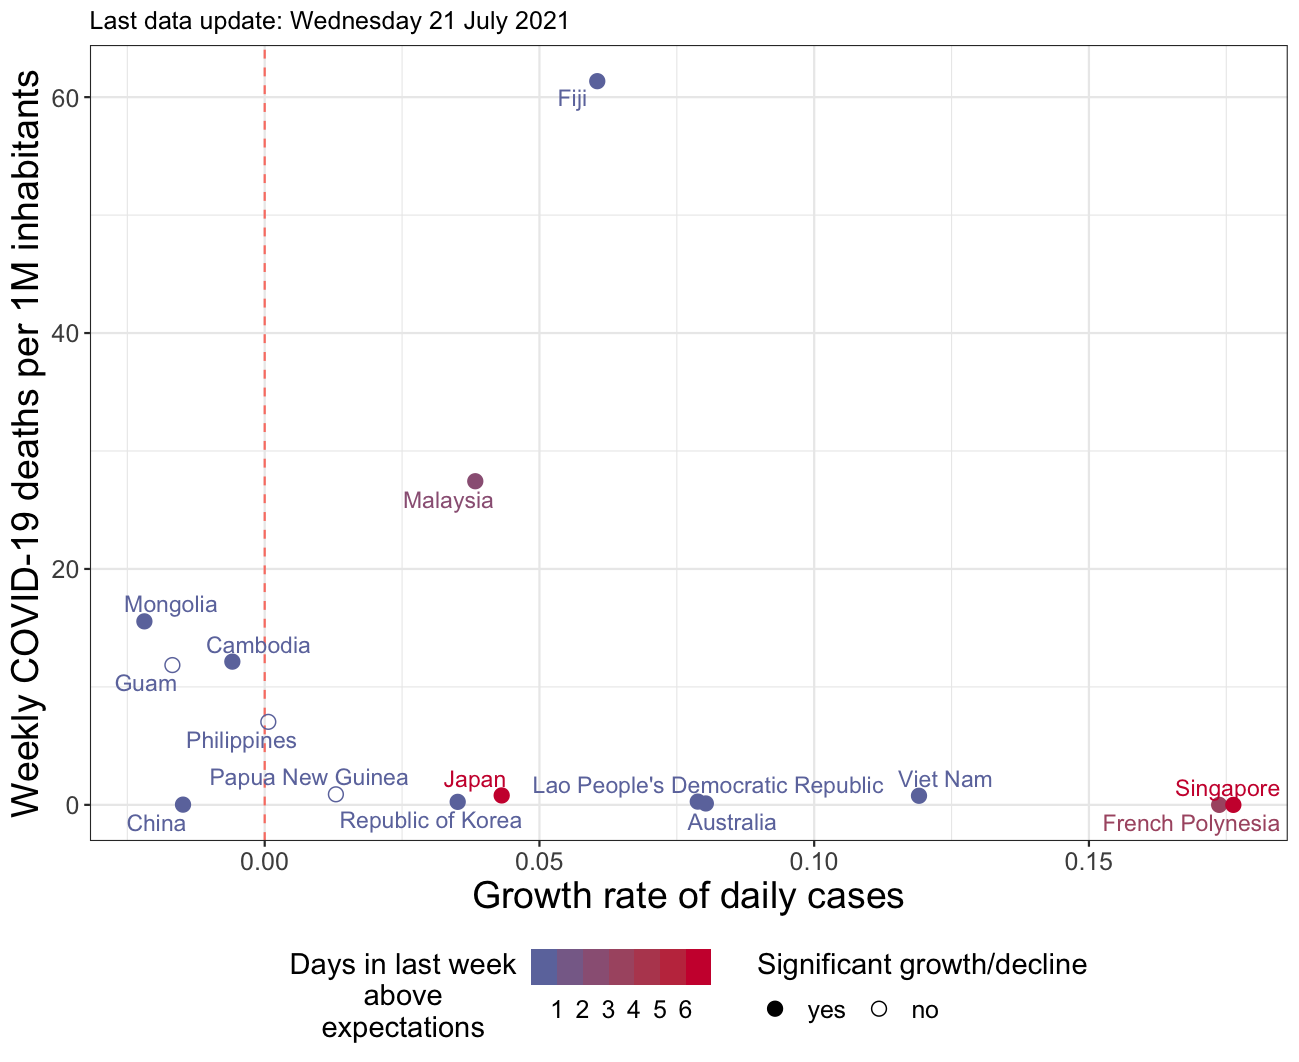 Last data update: Wednesday 21 July 2021
Weekly COVID-19 deaths per 1M inhabitants
60
40
20
0
Fiji
Malaysia
Mongolia
Cambodia
Guam
Philippines
Papua New Guinea
Japan
Lao People's Democratic Republic
Viet Nam
Singapore
China
Republic of Korea
Australia
French Polynesia
0.00 0.05 0.10 0.15
Growth rate of daily cases
Days in last week
above
expectations
1 2 3 4 5 6
Significant growth/decline
yes no